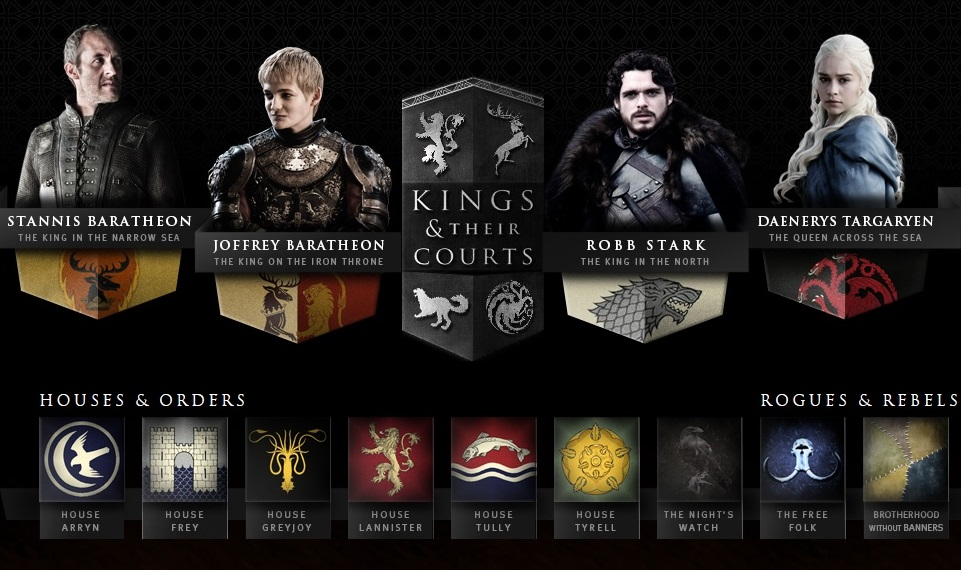 STANNIS BARATHEON
THE KING IN THE NARROW SEA
JOFFREY BARATHEON
THE KING ON THE IRON THRONE
KINGS
& THEIR
COURTS
ROBB STARK
THE KING IN THE NORTH
DAENERYS TARGARYEN
THE QUEEN ACROSS THE SEA
HOUSES & ORDERS
HOUSE
ARRYN
HOUSE
FREY
HOUSE
GREYJOY
HOUSE
LANNISTER
HOUSE
TULLY
HOUSE
TYRELL
THE NIGHT'S
WATCH
ROGUES & REBELS
THE FREE
FOLK
BROTHERHOOD
WITHOUT BANNERS